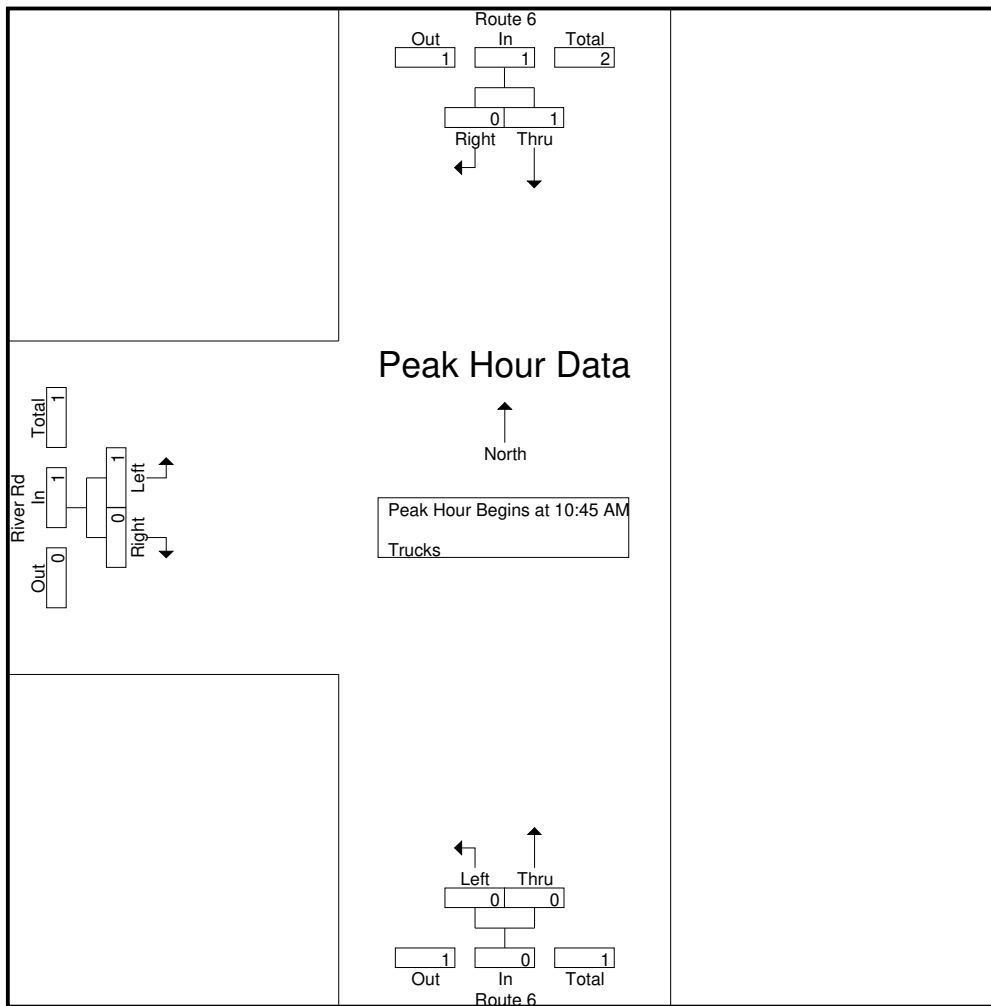 Route 6
Out In Total
1 1 2
0 1
Right Thru
Peak Hour Data
North
Peak Hour Begins at 10:45 AM
Trucks
River Rd
Out In Total
0 1 1
Right Left
0 1
Left Thru
0 0
1 0 1
Out In Total
Route 6